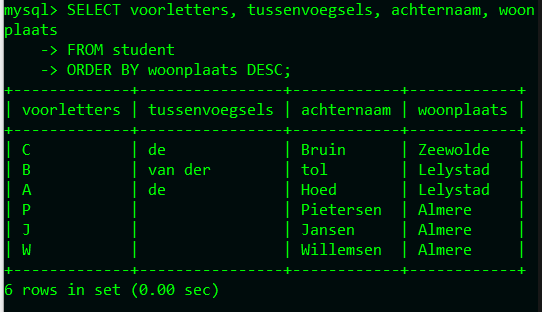 mysql> SELECT voorletters, tussenvoegsels, achternaam, woon
plaats
    -> FROM student
    -> ORDER BY woonplaats DESC;
+-------------+----------------+------------+------------+
| voorletters | tussenvoegsels | achternaam | woonplaats |
+-------------+----------------+------------+------------+
| C           | de             | Bruin      | Zeewolde   |
| B           | van der        | tol        | Lelystad   |
| A           | de             | Hoed       | Lelystad   |
| P           |                | Pietersen  | Almere     |
| J           |                | Jansen     | Almere     |
| W           |                | Willemsen  | Almere     |
+-------------+----------------+------------+------------+
6 rows in set (0.00 sec)